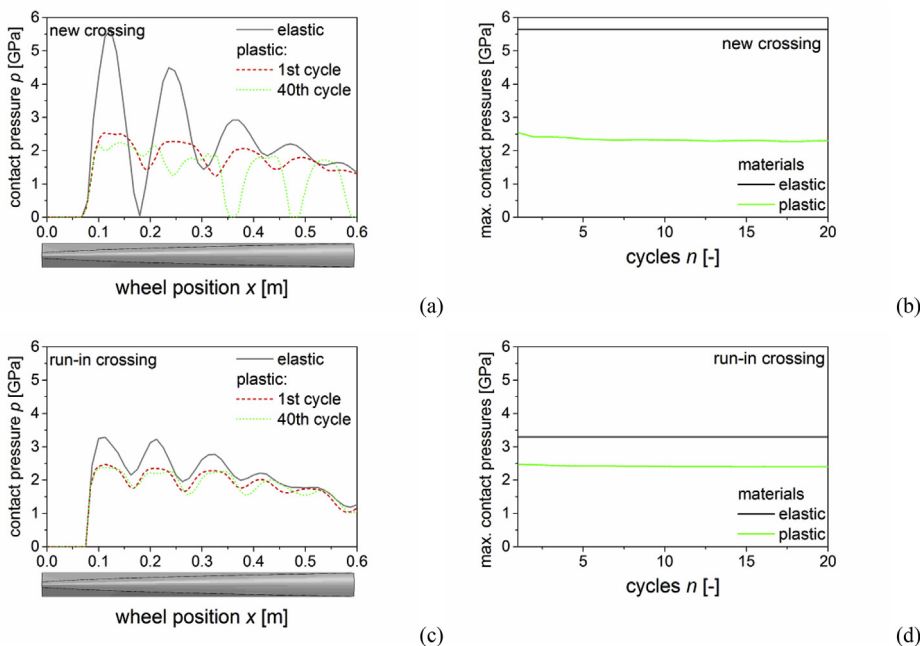 new crossing
elastic
plastic:
1st cycle
40th cycle
contact pressure p [GPa]
6
5
4
3
2
1
0
0.0 0.1 0.2 0.3 0.4 0.5 0.6
wheel position x [m]
(a)
new crossing
materials
elastic
plastic
max. contact pressures [GPa]
6
5
4
3
2
1
0
5 10 15 20
cycles n [-]
(b)
run-in crossing
elastic
plastic:
1st cycle
40th cycle
contact pressure p [GPa]
6
5
4
3
2
1
0
0.0 0.1 0.2 0.3 0.4 0.5 0.6
wheel position x [m]
(c)
run-in crossing
materials
elastic
plastic
max. contact pressures [GPa]
6
5
4
3
2
1
0
5 10 15 20
cycles n [-]
(d)